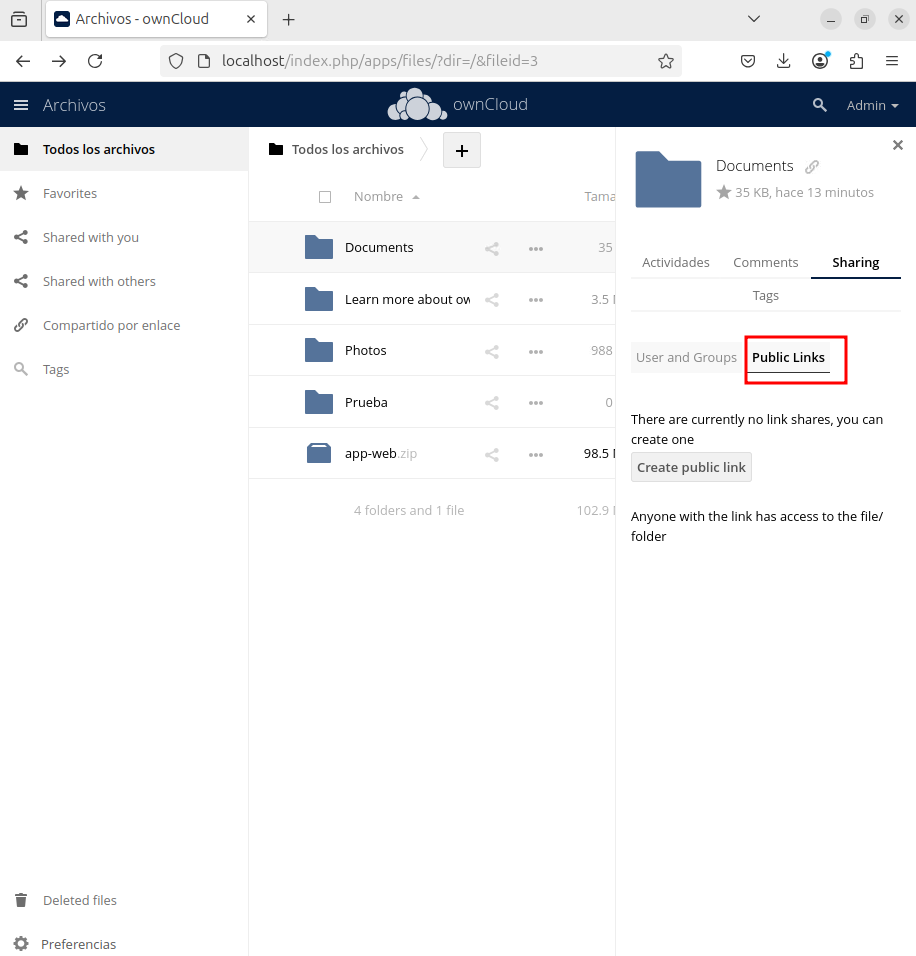 Archivos - ownCloud
localhost/index.php/apps/files/?dir=/&fileid=3
Archivos
ownCloud
Admin
Todos los archivos
Favorites
Shared with you
Shared with others
Compartido por enlace
Tags
Deleted files
Preferencias
Todos los archivos
+
Nombre
Tama
Documents
35
Learn more about ow
3.5
Photos
988
Prueba
0
app-web.zip
98.5
4 folders and 1 file
102.9
Documents
35 KB, hace 13 minutos
Actividades Comments Sharing
Tags
User and Groups Public Links
There are currently no link shares, you can
create one
Create public link
Anyone with the link has access to the file/
folder